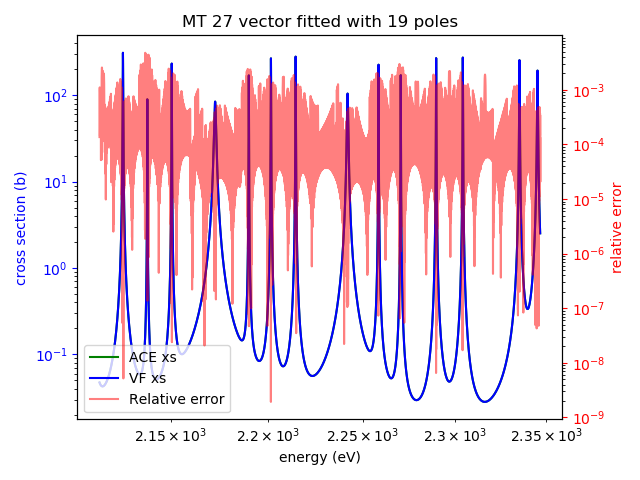 MT 27 vector fitted with 19 poles
10²
10¹
10⁰
10⁻¹
cross section (b)
10⁻³
10⁻⁴
10⁻⁵
10⁻⁶
10⁻⁷
10⁻⁸
10⁻⁹
relative error
ACE xs
VF xs
Relative error
2.15 × 10³ 2.2 × 10³ 2.25 × 10³ 2.3 × 10³ 2.35 × 10³
energy (eV)